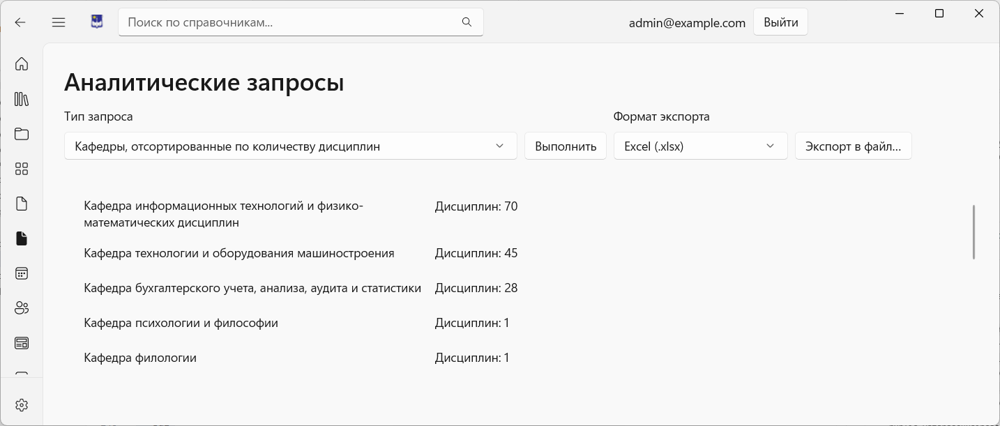 Поиск по справочникам...
admin@example.com
Выйти
Аналитические запросы
Тип запроса
Формат экспорта
Кафедры, отсортированные по количеству дисциплин
Выполнить
Excel (.xlsx)
Экспорт в файл...
Кафедра информационных технологий и физико-
математических дисциплин
Дисциплин: 70
Кафедра технологии и оборудования машиностроения
Дисциплин: 45
Кафедра бухгалтерского учета, анализа, аудита и статистики
Дисциплин: 28
Кафедра психологии и философии
Дисциплин: 1
Кафедра филологии
Дисциплин: 1